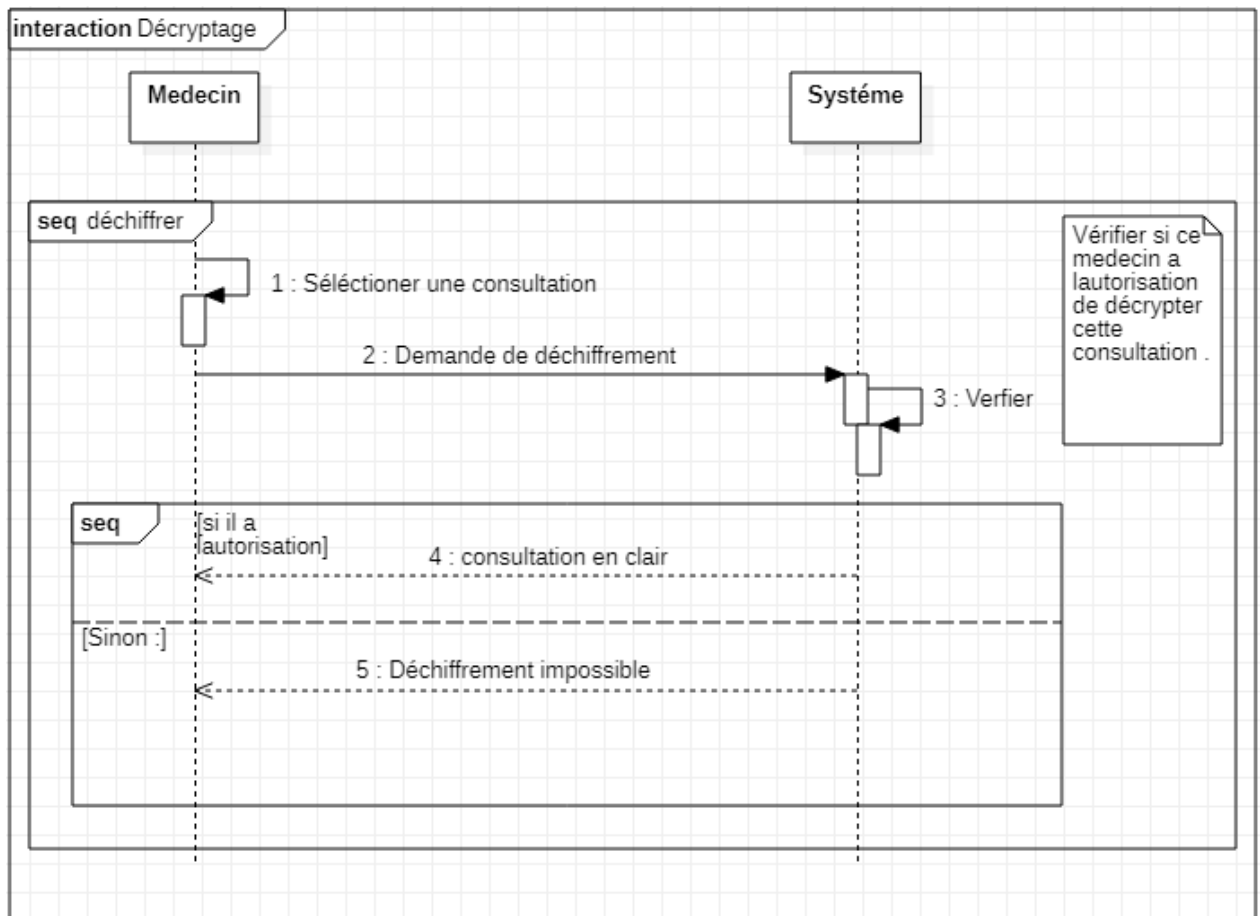 interaction Décryptage
Medecin
Systéme
seq déchiffrer
Vérifier si ce
medecin a
lautorisation
de décrypter
cette
consultation .
1 : Séléctioner une consultation
2 : Demande de déchiffrement
3 : Verfier
seq
[si il a
lautorisation]
4 : consultation en clair
[Sinon :]
5 : Déchiffrement impossible